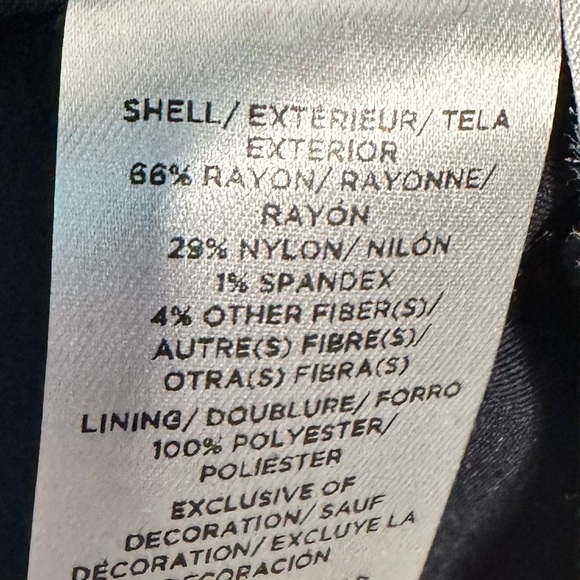 SHELL/ EXTERIEUR/ TELA
EXTERIOR
66% RAYON/ RAYONNE/
RAYÓN
29% NYLON/ NILÓN
1% SPANDEX
4% OTHER FIBER(S)/
AUTRE(S) FIBRE(S)/
OTRA(S) FIBRA(S)
LINING/ DOUBLURE/ FORRO
100% POLYESTER/
POLIESTER
EXCLUSIVE OF
DECORATION/ SAUF
DÉCORATION/ EXCLUYE LA
DECORACIÓN